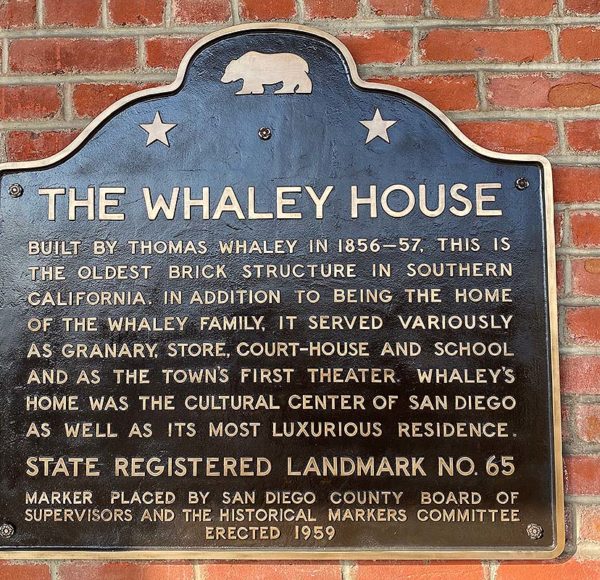 THE WHALEY HOUSE
BUILT BY THOMAS WHALEY IN 1856–57, THIS IS
THE OLDEST BRICK STRUCTURE IN SOUTHERN
CALIFORNIA. IN ADDITION TO BEING THE HOME
OF THE WHALEY FAMILY, IT SERVED VARIOUSLY
AS GRANARY, STORE, COURT-HOUSE AND SCHOOL
AND AS THE TOWN'S FIRST THEATER. WHALEY'S
HOME WAS THE CULTURAL CENTER OF SAN DIEGO
AS WELL AS ITS MOST LUXURIOUS RESIDENCE.
STATE REGISTERED LANDMARK NO. 65
MARKER PLACED BY SAN DIEGO COUNTY BOARD OF
SUPERVISORS AND THE HISTORICAL MARKERS COMMITTEE
ERECTED 1959